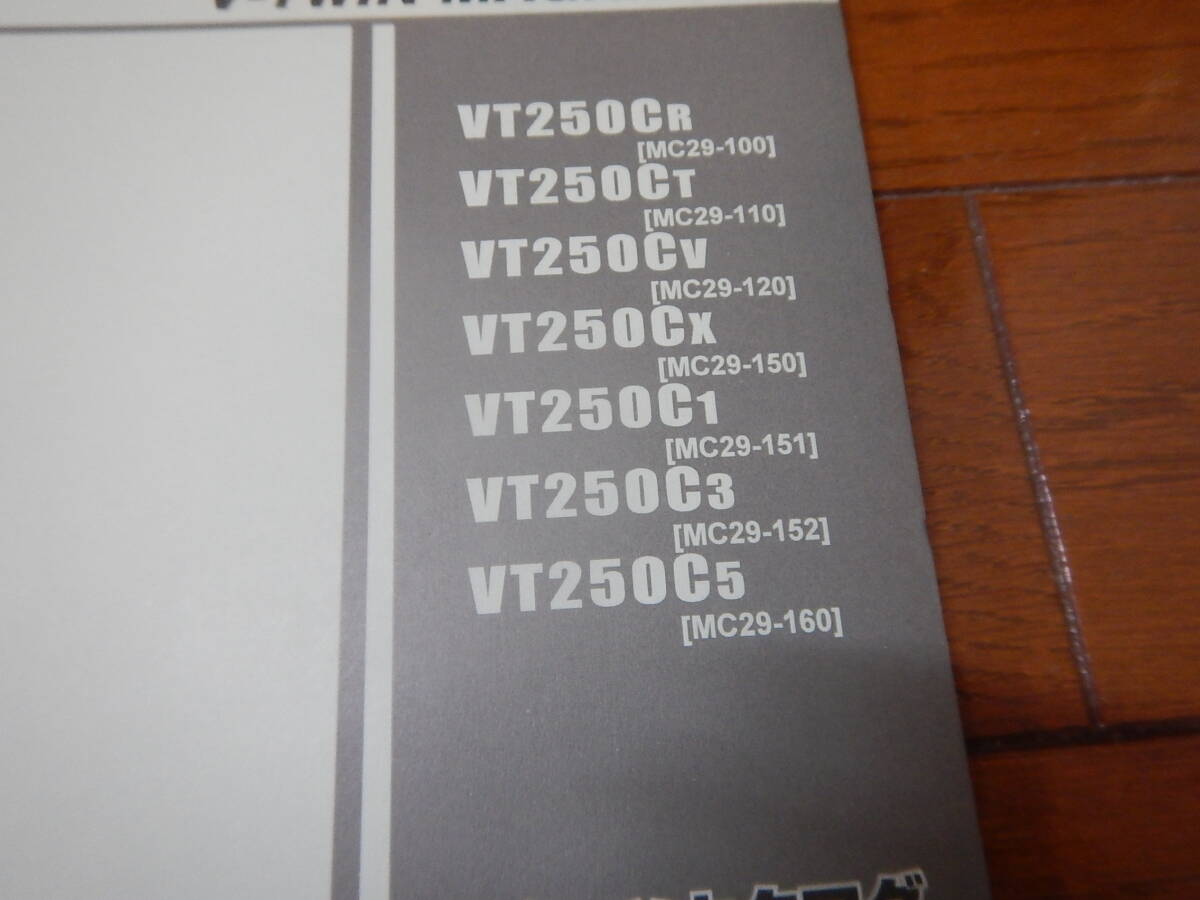 VT250CR
[MC29-100]
VT250CT
[MC29-110]
VT250CV
[MC29-120]
VT250CX
[MC29-150]
VT250C1
[MC29-151]
VT250C3
[MC29-152]
VT250C5
[MC29-160]